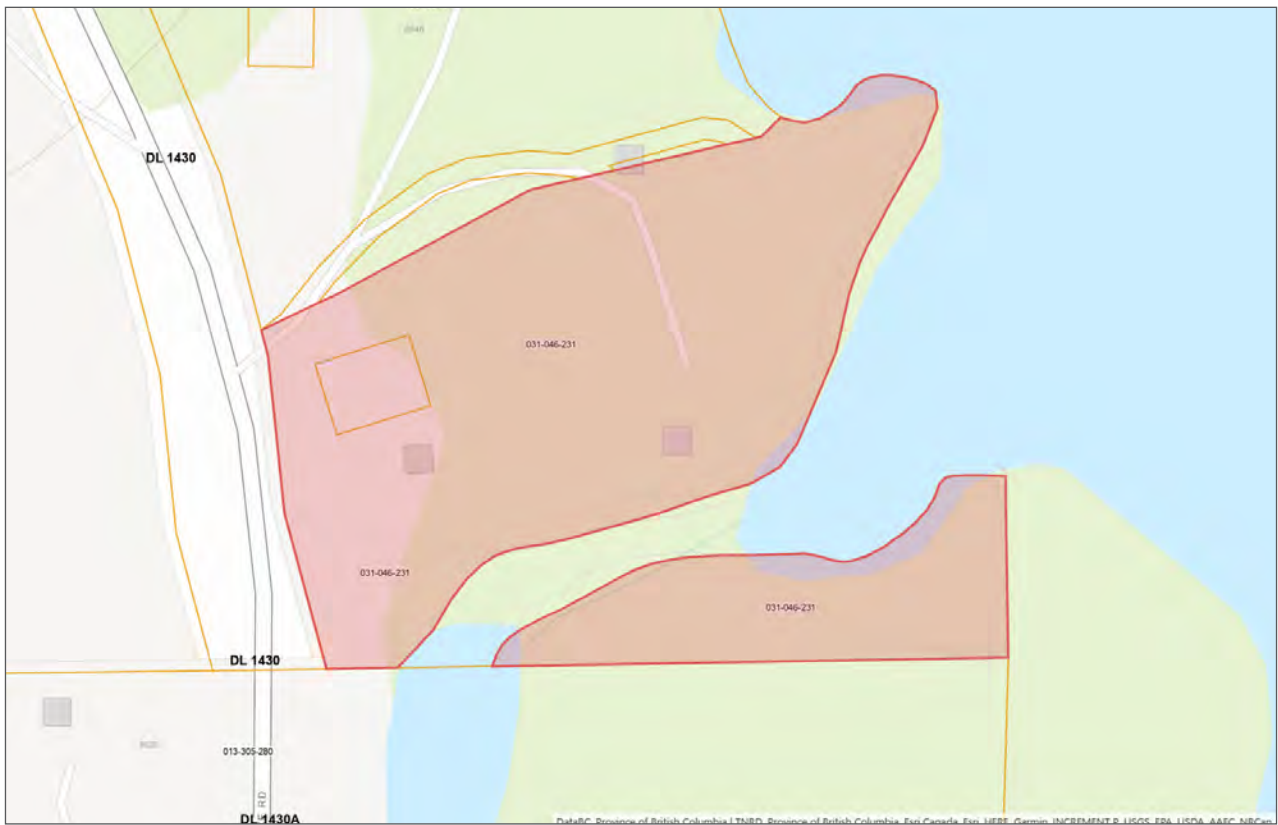 DL 1430
031-046-231
031-046-231
031-046-231
DL 1430
013-305-280
RD
DL 1430A
DataBC, Province of British Columbia | TNRD, Province of British Columbia, Esri Canada, Esri, HERE, Garmin, INCREMENT P, USGS, EPA, USDA, AAFC, NRCan